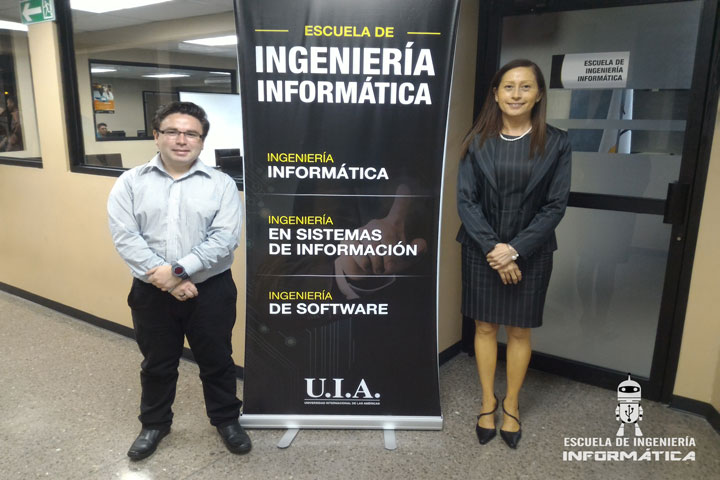 ESCUELA DE
INGENIERÍA
INFORMÁTICA
INGENIERÍA
INFORMÁTICA
INGENIERÍA
EN SISTEMAS
DE INFORMACIÓN
INGENIERÍA
DE SOFTWARE
U.I.A.
UNIVERSIDAD INTERNACIONAL DE LAS AMÉRICAS
ESCUELA DE
INGENIERÍA
INFORMÁTICA
ESCUELA DE INGENIERÍA
INFORMÁTICA